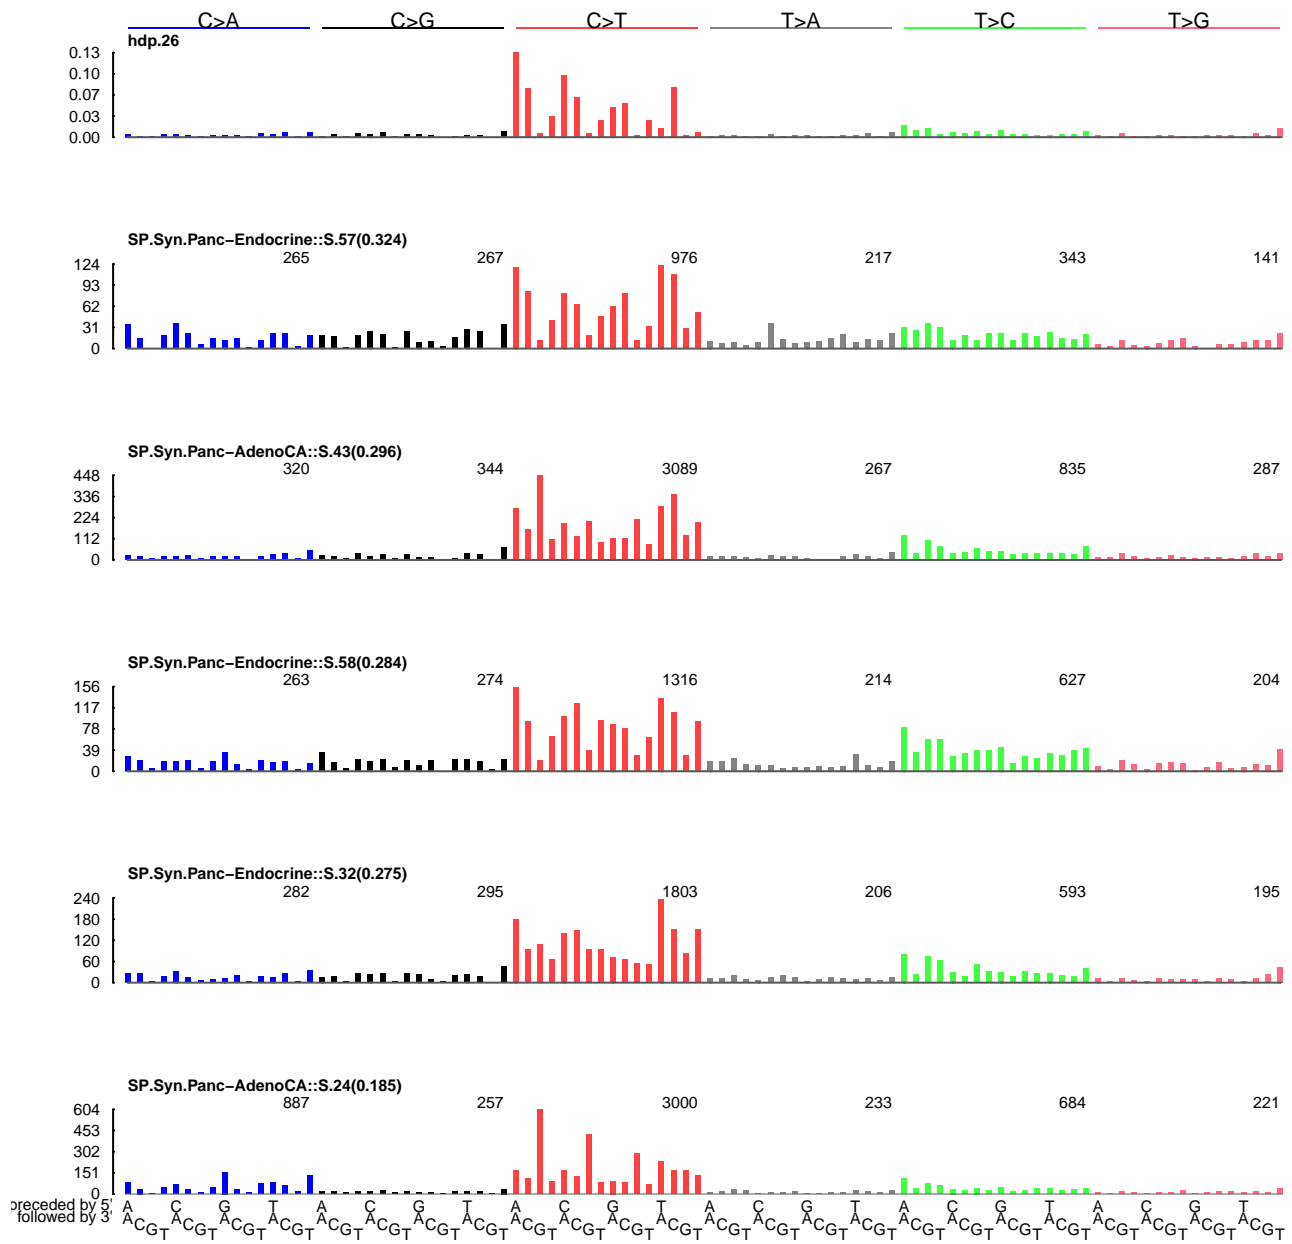 C>A C>G C>T T>A T>C T>G
hdp.26
0.13
0.10
0.07
0.03
0.00
SP.Syn.Panc−Endocrine::S.57(0.324)
265 267 976 217 343 141
124
93
62
31
0
SP.Syn.Panc−AdenoCA::S.43(0.296)
320 344 3089 267 835 287
448
336
224
112
0
SP.Syn.Panc−Endocrine::S.58(0.284)
263 274 1316 214 627 204
156
117
78
39
0
SP.Syn.Panc−Endocrine::S.32(0.275)
282 295 1803 206 593 195
240
180
120
60
0
SP.Syn.Panc−AdenoCA::S.24(0.185)
887 257 3000 233 684 221
604
453
302
151
0
preceded by 5' A C G T A C G T A C G T A C G T A C G T A C G T
followed by 3' A C G T A C G T A C G T A C G T A C G T A C G T A C G T A C G T A C G T A C G T A C G T A C G T A C G T A C G T A C G T A C G T A C G T A C G T A C G T A C G T A C G T A C G T A C G T A C G T